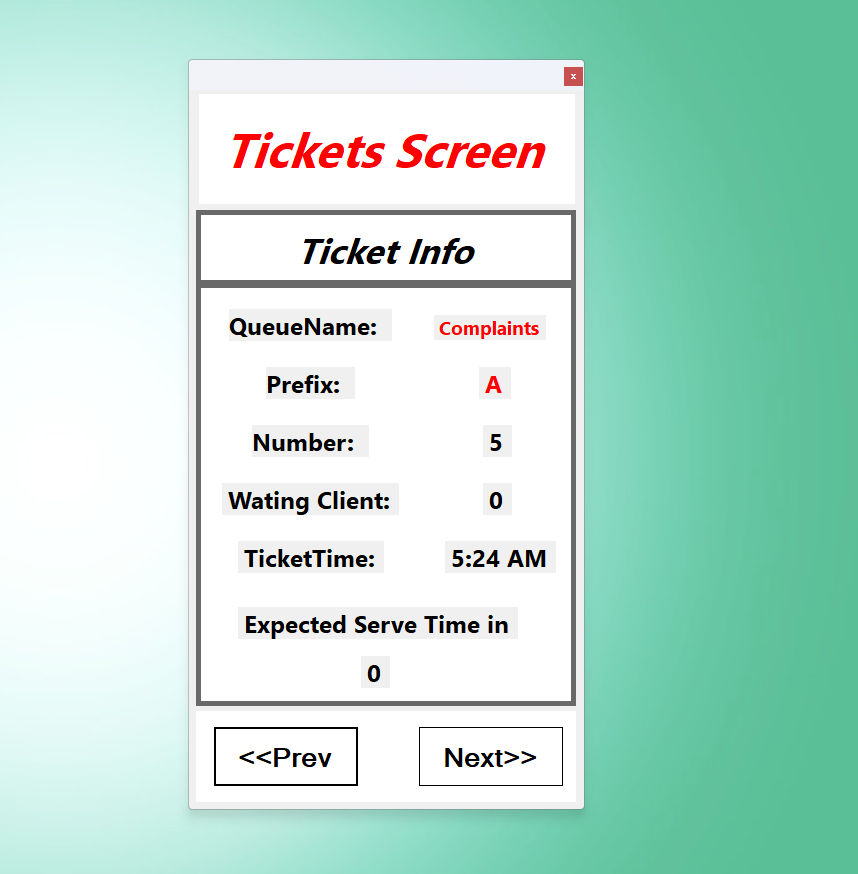 x
Tickets Screen
Ticket Info
QueueName: Complaints
Prefix: A
Number: 5
Wating Client: 0
TicketTime: 5:24 AM
Expected Serve Time in
0
<<Prev Next>>